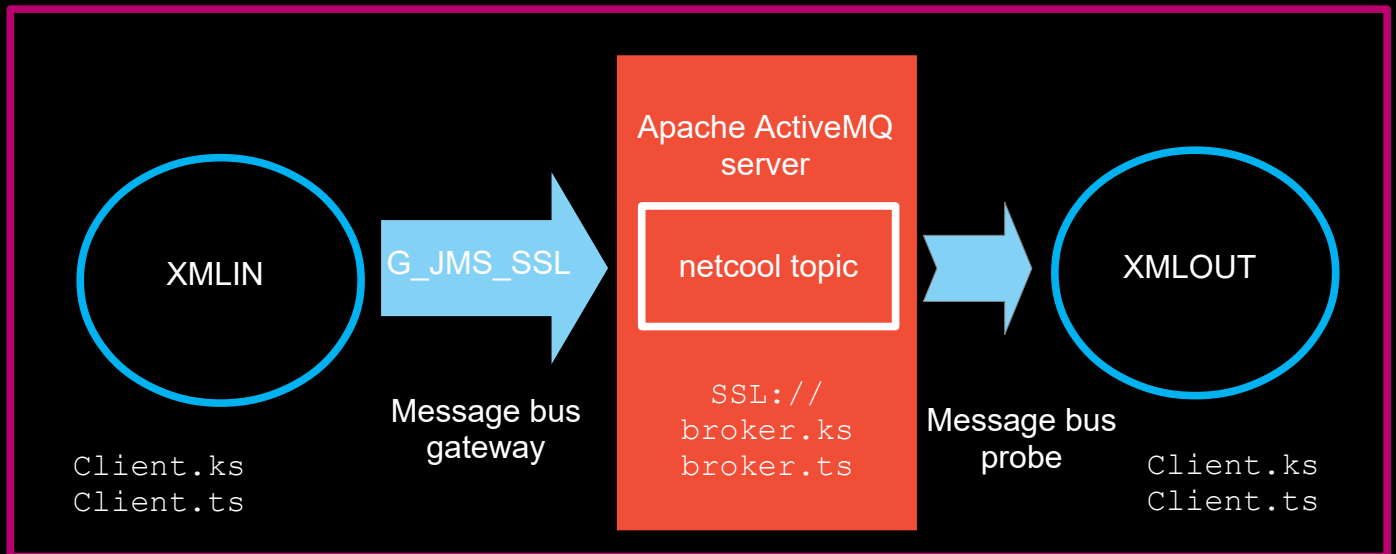 XMLIN
Client.ks
Client.ts
G_JMS_SSL
Message bus
gateway
Apache ActiveMQ
server
netcool topic
SSL://
broker.ks
broker.ts
Message bus
probe
XMLOUT
Client.ks
Client.ts